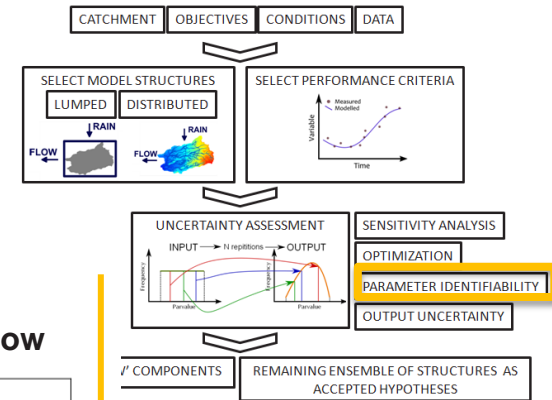 CATCHMENT OBJECTIVES CONDITIONS DATA
SELECT MODEL STRUCTURES
LUMPED DISTRIBUTED
RAIN
FLOW
RAIN
FLOW
SELECT PERFORMANCE CRITERIA
Measured
Modelled
Variable
Time
UNCERTAINTY ASSESSMENT
INPUT N repititions OUTPUT
Frequency
Parvalue
Frequency
Parvalue
SENSITIVITY ANALYSIS
OPTIMIZATION
PARAMETER IDENTIFIABILITY
OUTPUT UNCERTAINTY
ow
' COMPONENTS
REMAINING ENSEMBLE OF STRUCTURES AS
ACCEPTED HYPOTHESES